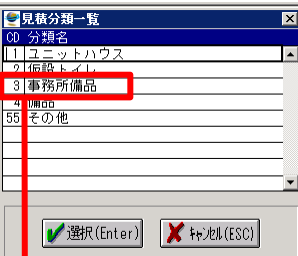 見積分類一覧
CD 分類名
1 ユニットハウス
2 仮設トイレ
3 事務所備品
4 備品
55 その他
選択(Enter) キャンセル(ESC)